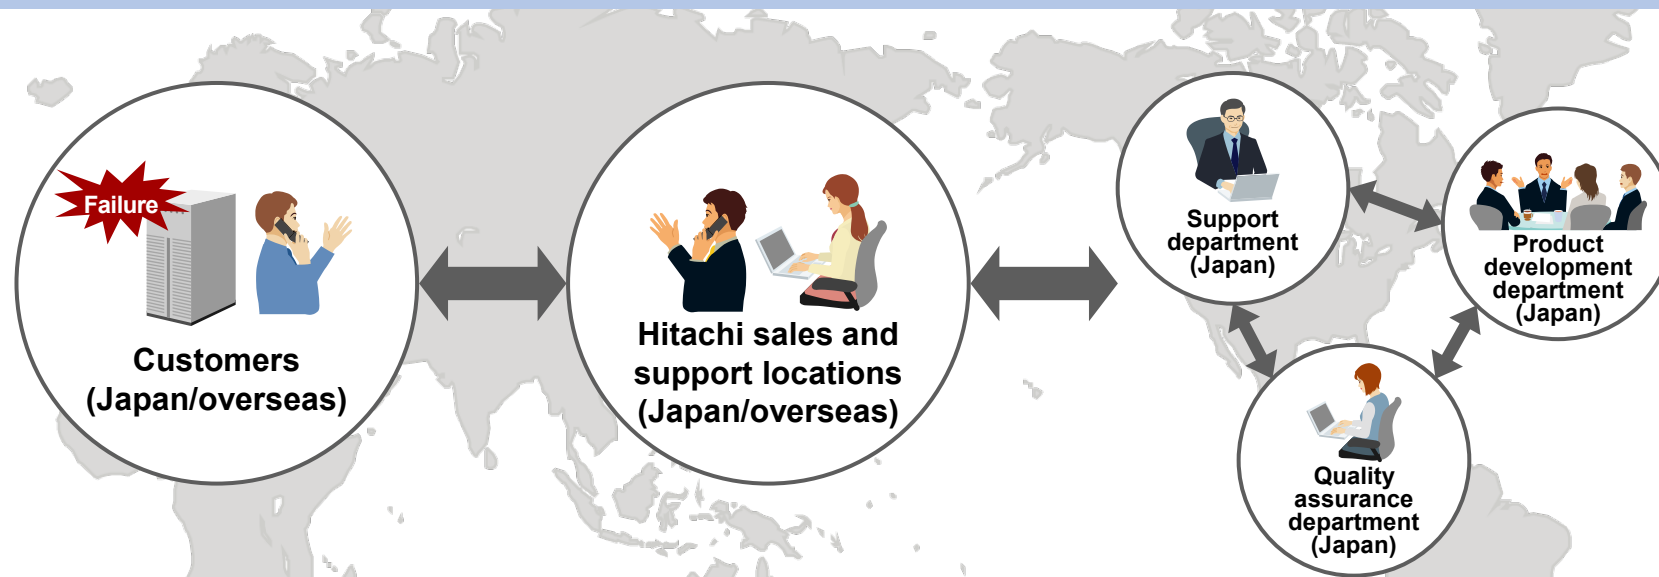 Failure
Customers
(Japan/overseas)
Hitachi sales and
support locations
(Japan/overseas)
Support
department
(Japan)
Product
development
department
(Japan)
Quality
assurance
department
(Japan)